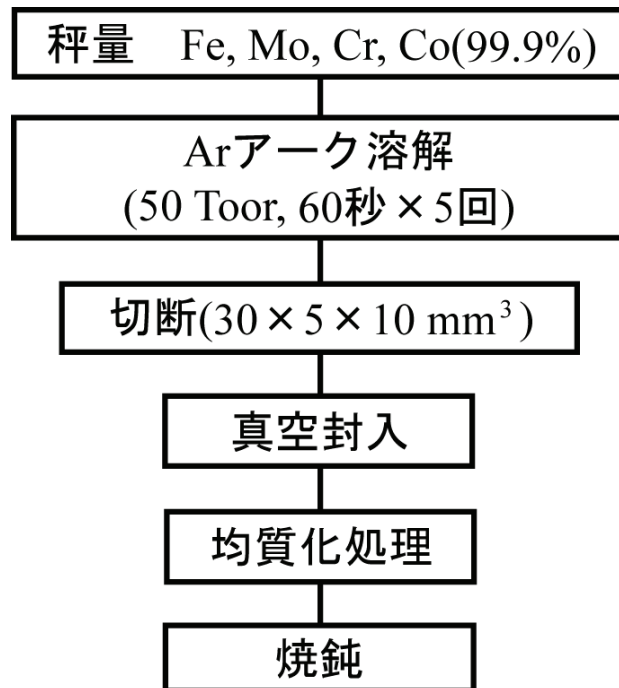 秤量　Fe, Mo, Cr, Co(99.9%)
Arアーク溶解
(50 Toor, 60秒×5回)
切断(30×5×10 mm³)
真空封入
均質化処理
焼鈍